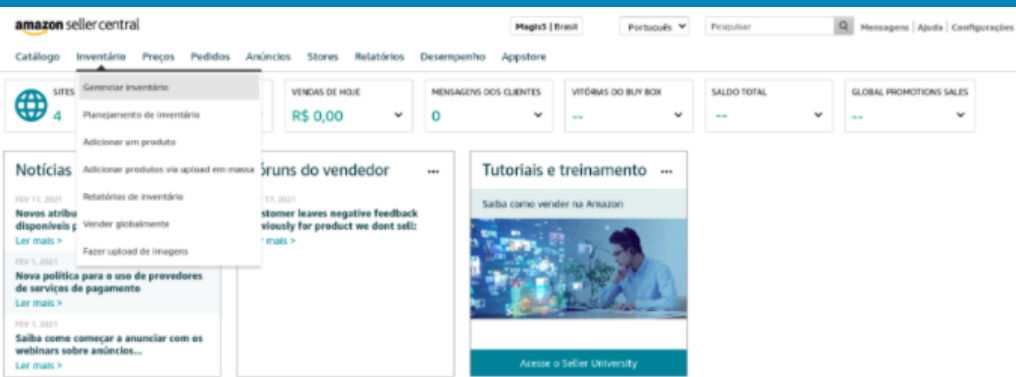 amazon seller central
Magis5 | Brasil
Português
Pesquisar
Mensagens | Ajuda | Configurações
Catálogo Inventário Preços Pedidos Anúncios Stores Relatórios Desempenho Appstore
Gerenciar inventário
Planejamento de inventário
Adicionar um produto
Adicionar produtos via upload em massa
Relatórios de inventário
Vender globalmente
Fazer upload de imagens
SITES
4
VENDAS DE HOJE
R$ 0,00
MENSAGENS DOS CLIENTES
0
VITÓRIAS DO BUY BOX
--
SALDO TOTAL
--
GLOBAL PROMOTIONS SALES
--
Notícias
FEV 11, 2021
Novos atribu
disponíveis p
Ler mais >
FEV 1, 2021
Nova política para o uso de provedores
de serviços de pagamento
Ler mais >
FEV 1, 2021
Saiba como começar a anunciar com os
webinars sobre anúncios...
Ler mais >
óruns do vendedor
17, 2021
stomer leaves negative feedback
viously for product we dont sell:
mais >
Tutoriais e treinamento
Saiba como vender na Amazon
Acesse o Seller University